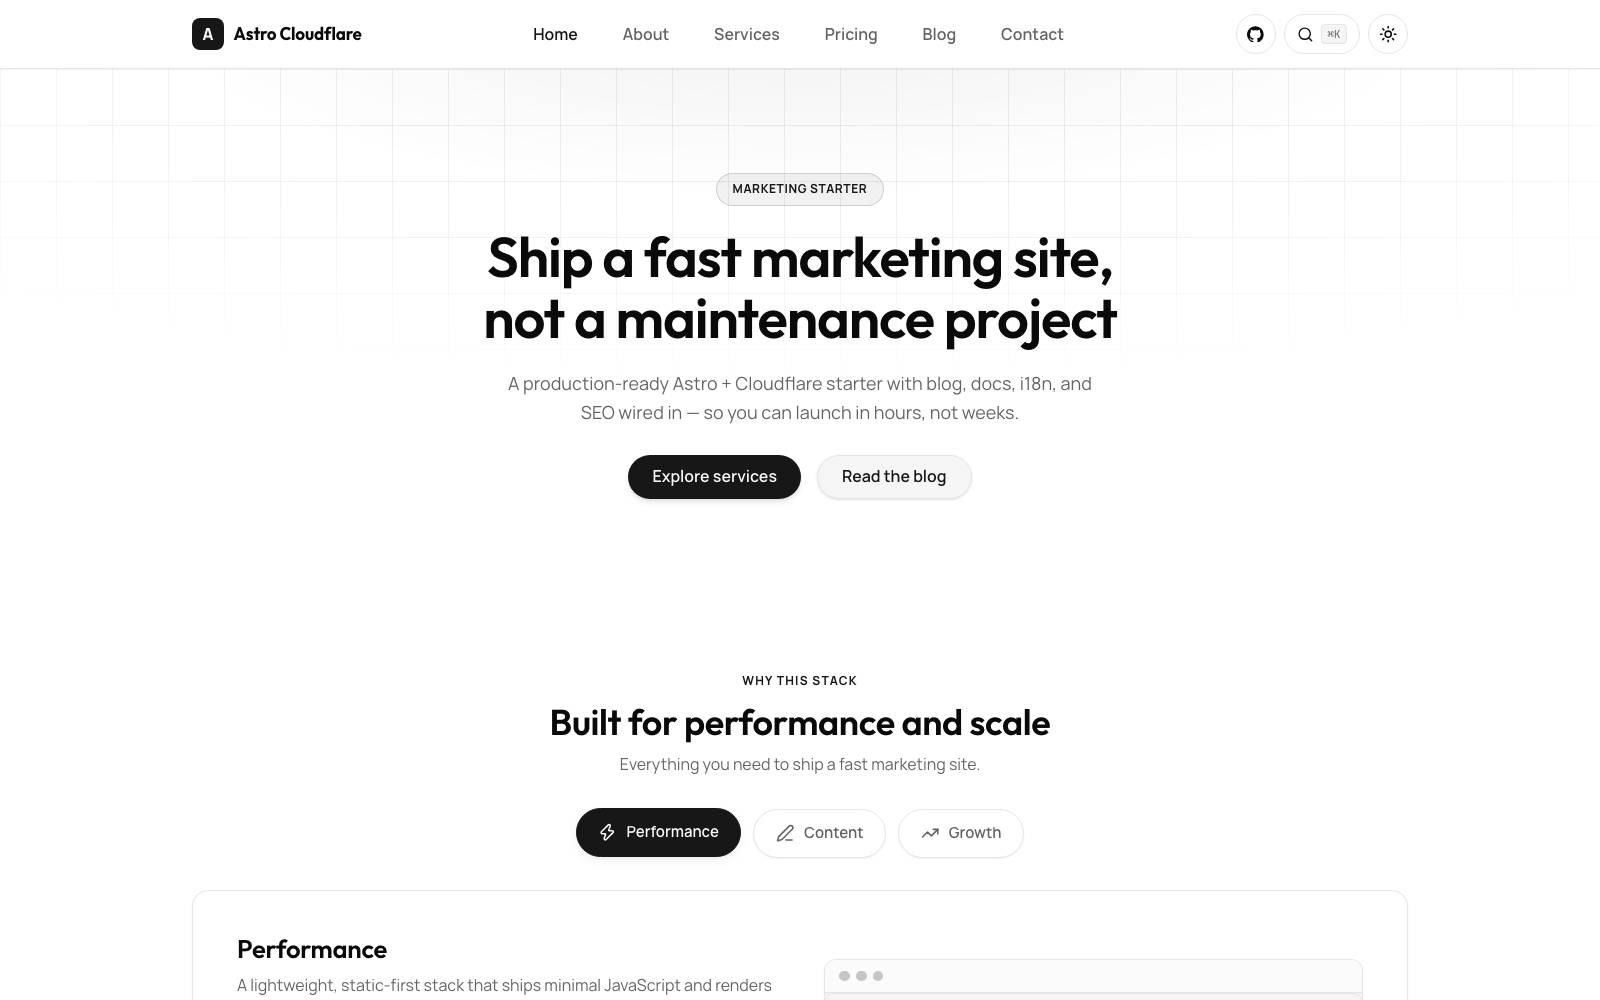 A Astro Cloudflare Home About Services Pricing Blog Contact ⌘K
MARKETING STARTER
Ship a fast marketing site,
not a maintenance project
A production-ready Astro + Cloudflare starter with blog, docs, i18n, and
SEO wired in — so you can launch in hours, not weeks.
Explore services Read the blog
WHY THIS STACK
Built for performance and scale
Everything you need to ship a fast marketing site.
Performance Content Growth
Performance
A lightweight, static-first stack that ships minimal JavaScript and renders